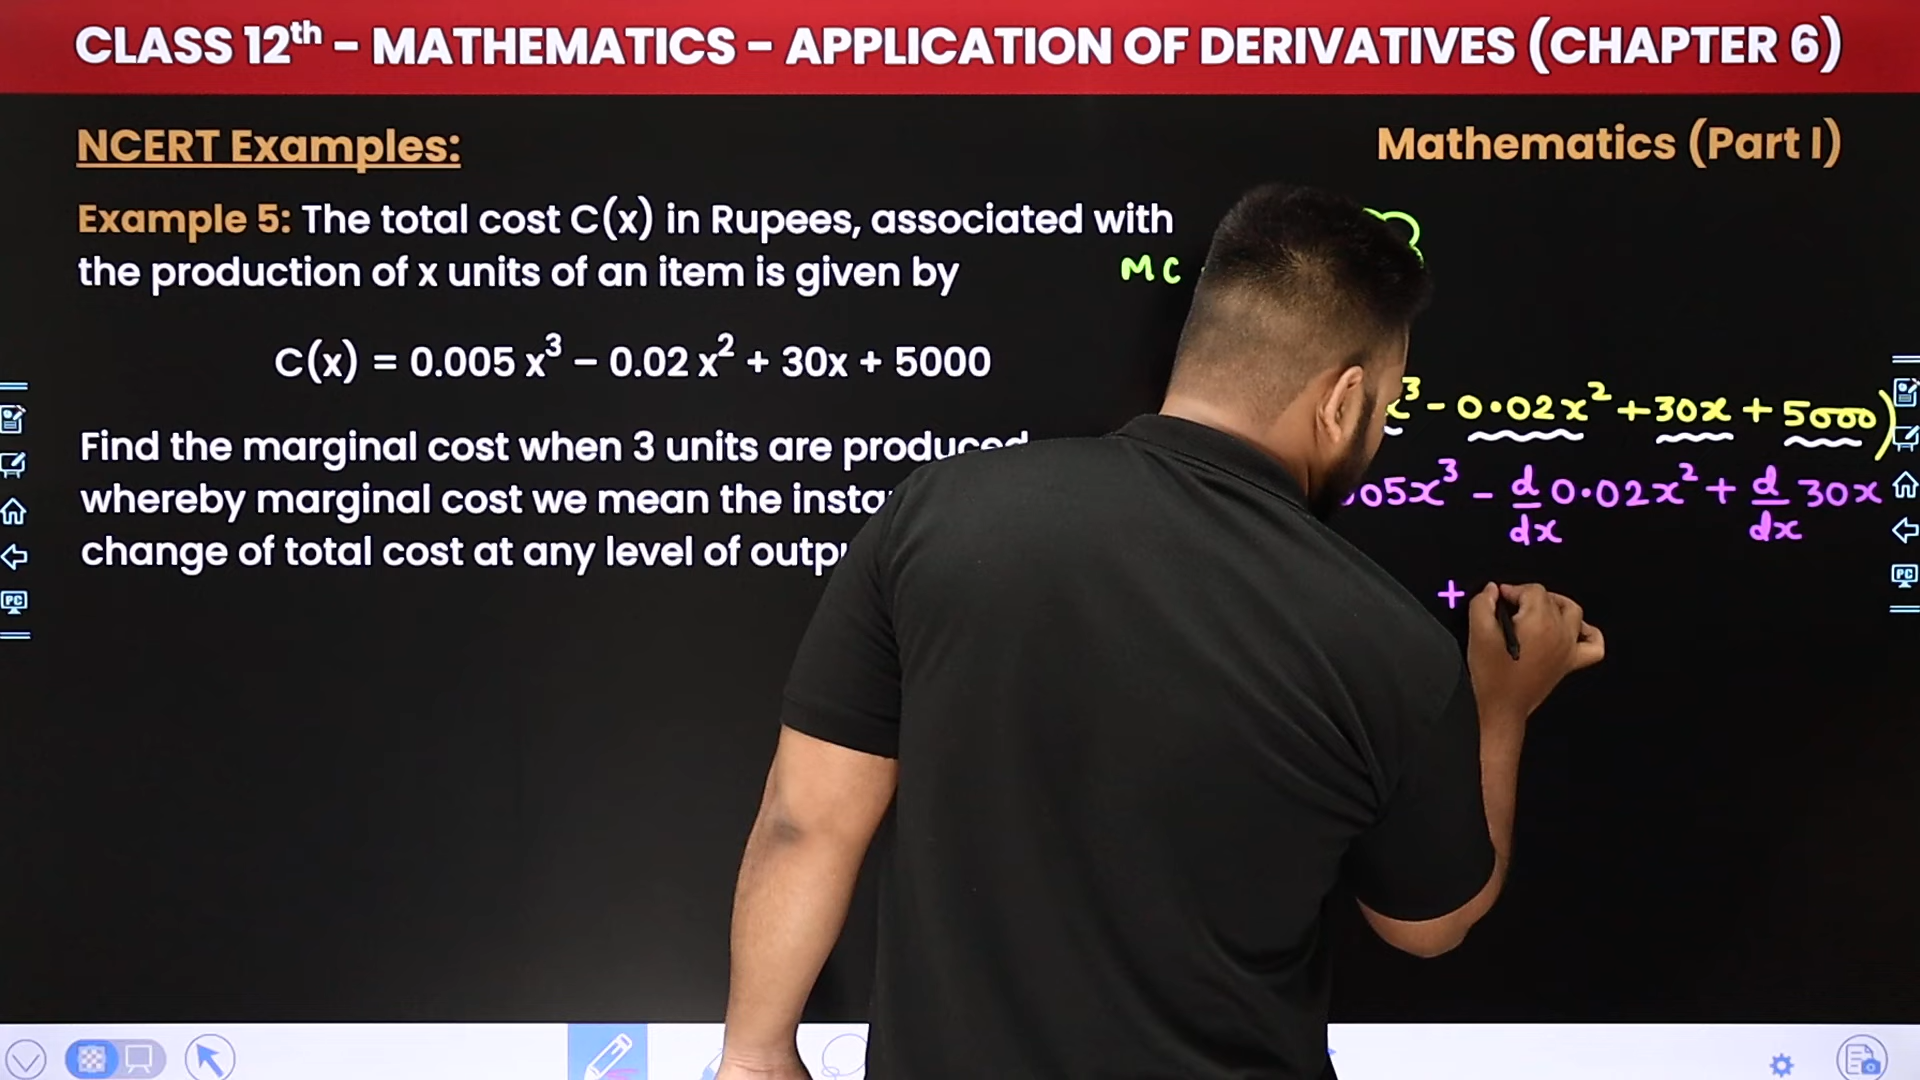 CLASS 12th – MATHEMATICS – APPLICATION OF DERIVATIVES (CHAPTER 6)
NCERT Examples:
Mathematics (Part I)
Example 5: The total cost C(x) in Rupees, associated with
the production of x units of an item is given by
MC
C(x) = 0.005 x³ – 0.02 x² + 30x + 5000
x³ - 0.02x² + 30x + 5000)
Find the marginal cost when 3 units are produced
whereby marginal cost we mean the
change of total cost at any level of
05x³ - d/dx 0.02x² + d/dx 30x
+
PC
PC